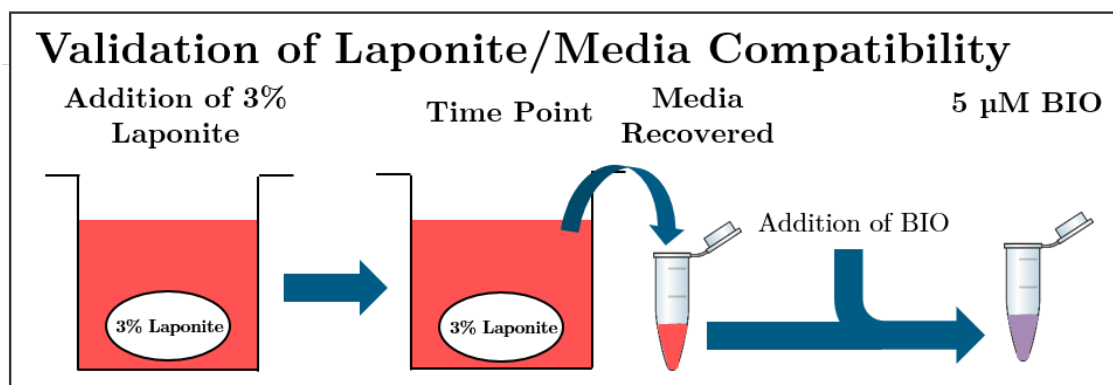 Validation of Laponite/Media Compatibility
Addition of 3%
Laponite
Time Point
Media
Recovered
5 µM BIO
Addition of BIO
3% Laponite
3% Laponite